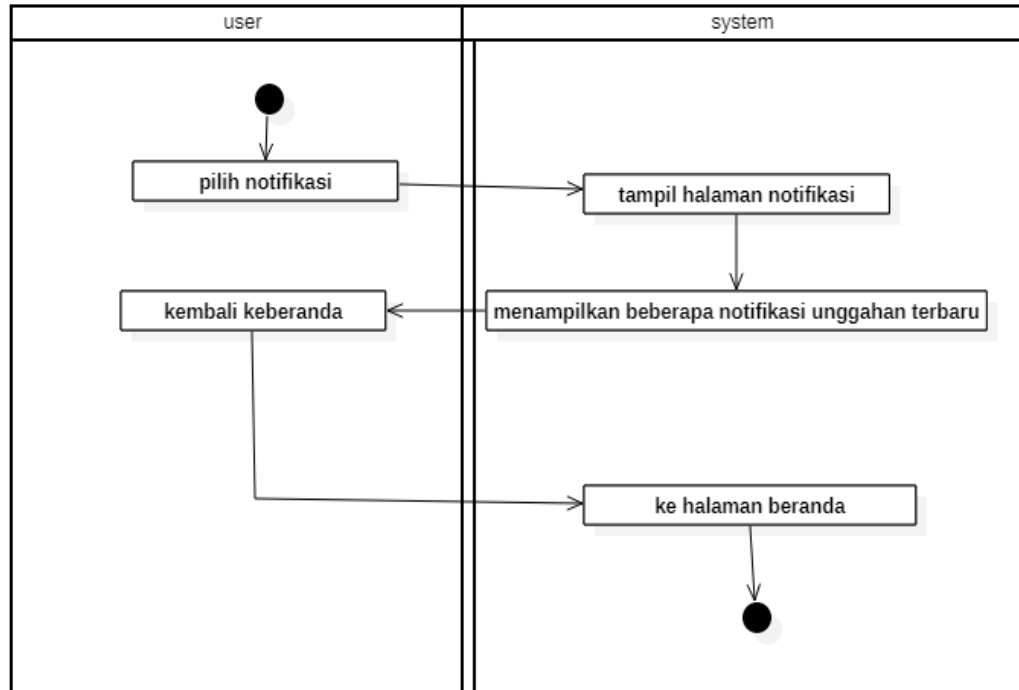 user
system
pilih notifikasi
tampil halaman notifikasi
kembali keberanda
menampilkan beberapa notifikasi unggahan terbaru
ke halaman beranda